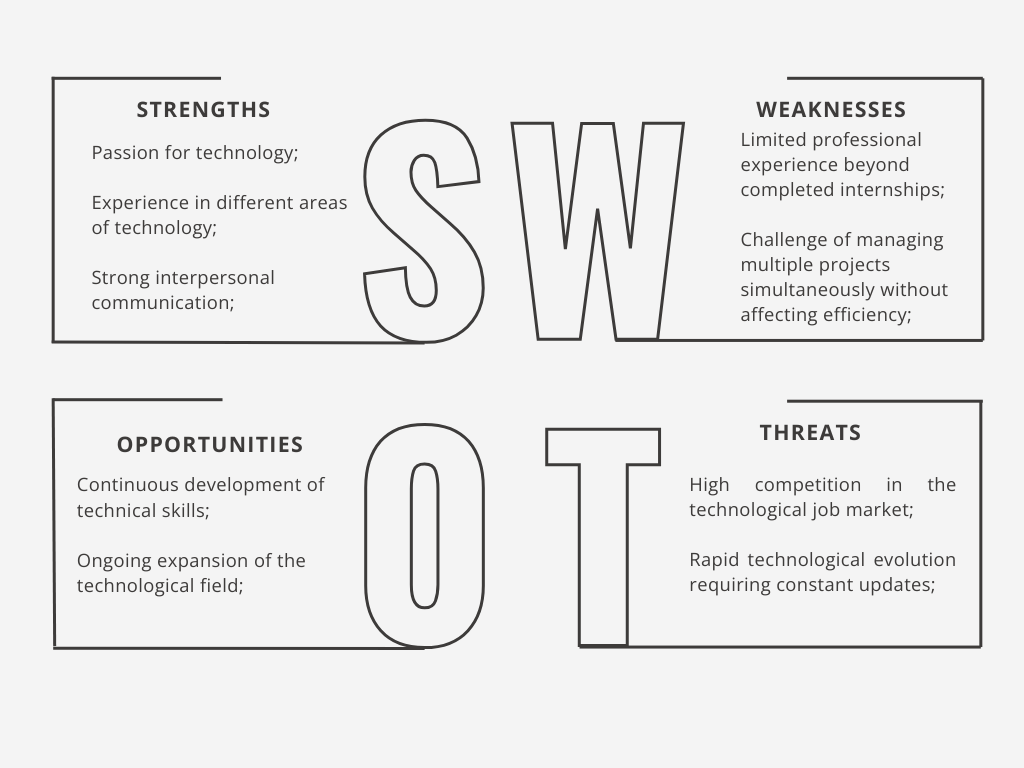 STRENGTHS
Passion for technology;
Experience in different areas
of technology;
Strong interpersonal
communication;
S
W
WEAKNESSES
Limited professional
experience beyond
completed internships;
Challenge of managing
multiple projects
simultaneously without
affecting efficiency;
OPPORTUNITIES
Continuous development of
technical skills;
Ongoing expansion of the
technological field;
O
T
THREATS
High competition in the
technological job market;
Rapid technological evolution
requiring constant updates;